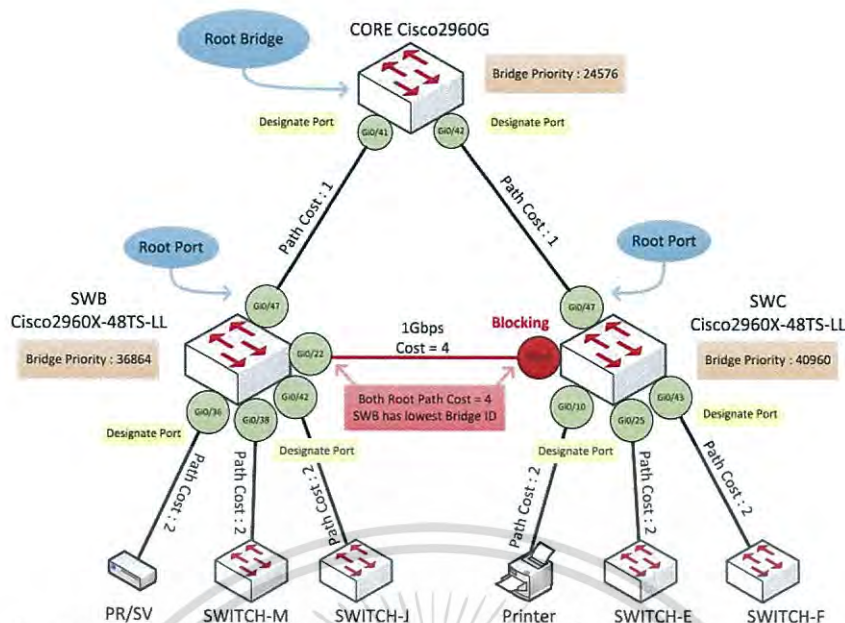 CORE Cisco2960G
Root Bridge
Bridge Priority : 24576
Designate Port
Gi0/41
Gi0/42
Designate Port
Path Cost : 1
Path Cost : 1
Root Port
Root Port
SWB
Cisco2960X-48TS-LL
Gi0/47
Gi0/47
SWC
Cisco2960X-48TS-LL
1Gbps
Cost = 4
Blocking
Bridge Priority : 36864
Gi0/22
Bridge Priority : 40960
Both Root Path Cost = 4
SWB has lowest Bridge ID
Gi0/36
Gi0/38
Gi0/42
Gi0/10
Gi0/25
Designate Port
Designate Port
Designate Port
Designate Port
Path Cost : 2
Path Cost : 2
Path Cost : 2
Path Cost : 2
Path Cost : 2
Path Cost : 2
PR/SV
SWITCH-M
SWITCH-J
Printer
SWITCH-E
SWITCH-F